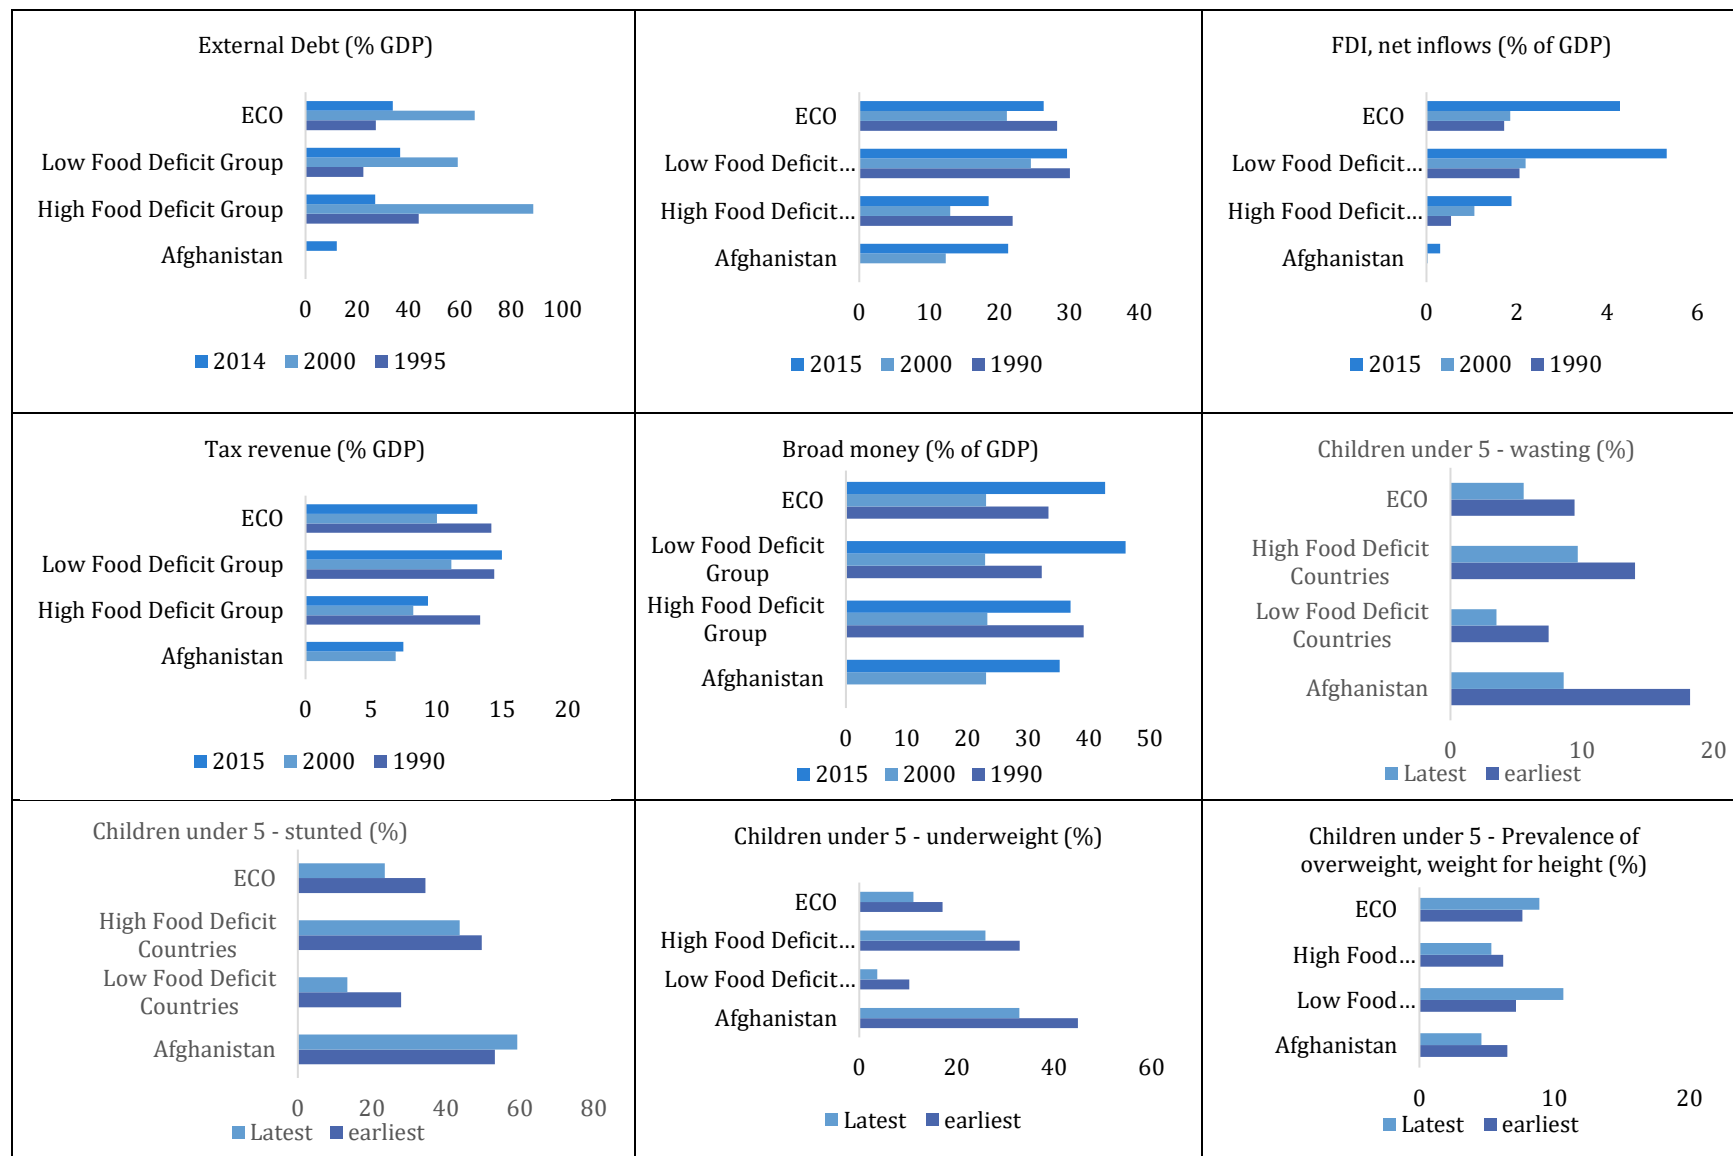 External Debt (% GDP)
ECO
Low Food Deficit Group
High Food Deficit Group
Afghanistan
0 20 40 60 80 100
2014 2000 1995
ECO
Low Food Deficit...
High Food Deficit...
Afghanistan
0 10 20 30 40
2015 2000 1990
FDI, net inflows (% of GDP)
ECO
Low Food Deficit...
High Food Deficit...
Afghanistan
0 2 4 6
2015 2000 1990
Tax revenue (% GDP)
ECO
Low Food Deficit Group
High Food Deficit Group
Afghanistan
0 5 10 15 20
2015 2000 1990
Broad money (% of GDP)
ECO
Low Food Deficit
Group
High Food Deficit
Group
Afghanistan
0 10 20 30 40 50
2015 2000 1990
Children under 5 - wasting (%)
ECO
High Food Deficit
Countries
Low Food Deficit
Countries
Afghanistan
0 10 20
Latest earliest
Children under 5 - stunted (%)
ECO
High Food Deficit
Countries
Low Food Deficit
Countries
Afghanistan
0 20 40 60 80
Latest earliest
Children under 5 - underweight (%)
ECO
High Food Deficit...
Low Food Deficit...
Afghanistan
0 20 40 60
Latest earliest
Children under 5 - Prevalence of
overweight, weight for height (%)
ECO
High Food...
Low Food...
Afghanistan
0 10 20
Latest earliest